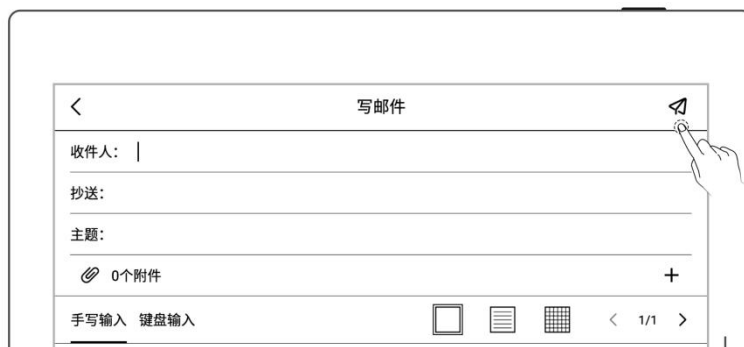 写邮件
收件人：
抄送：
主题：
0个附件
手写输入 键盘输入 1/1